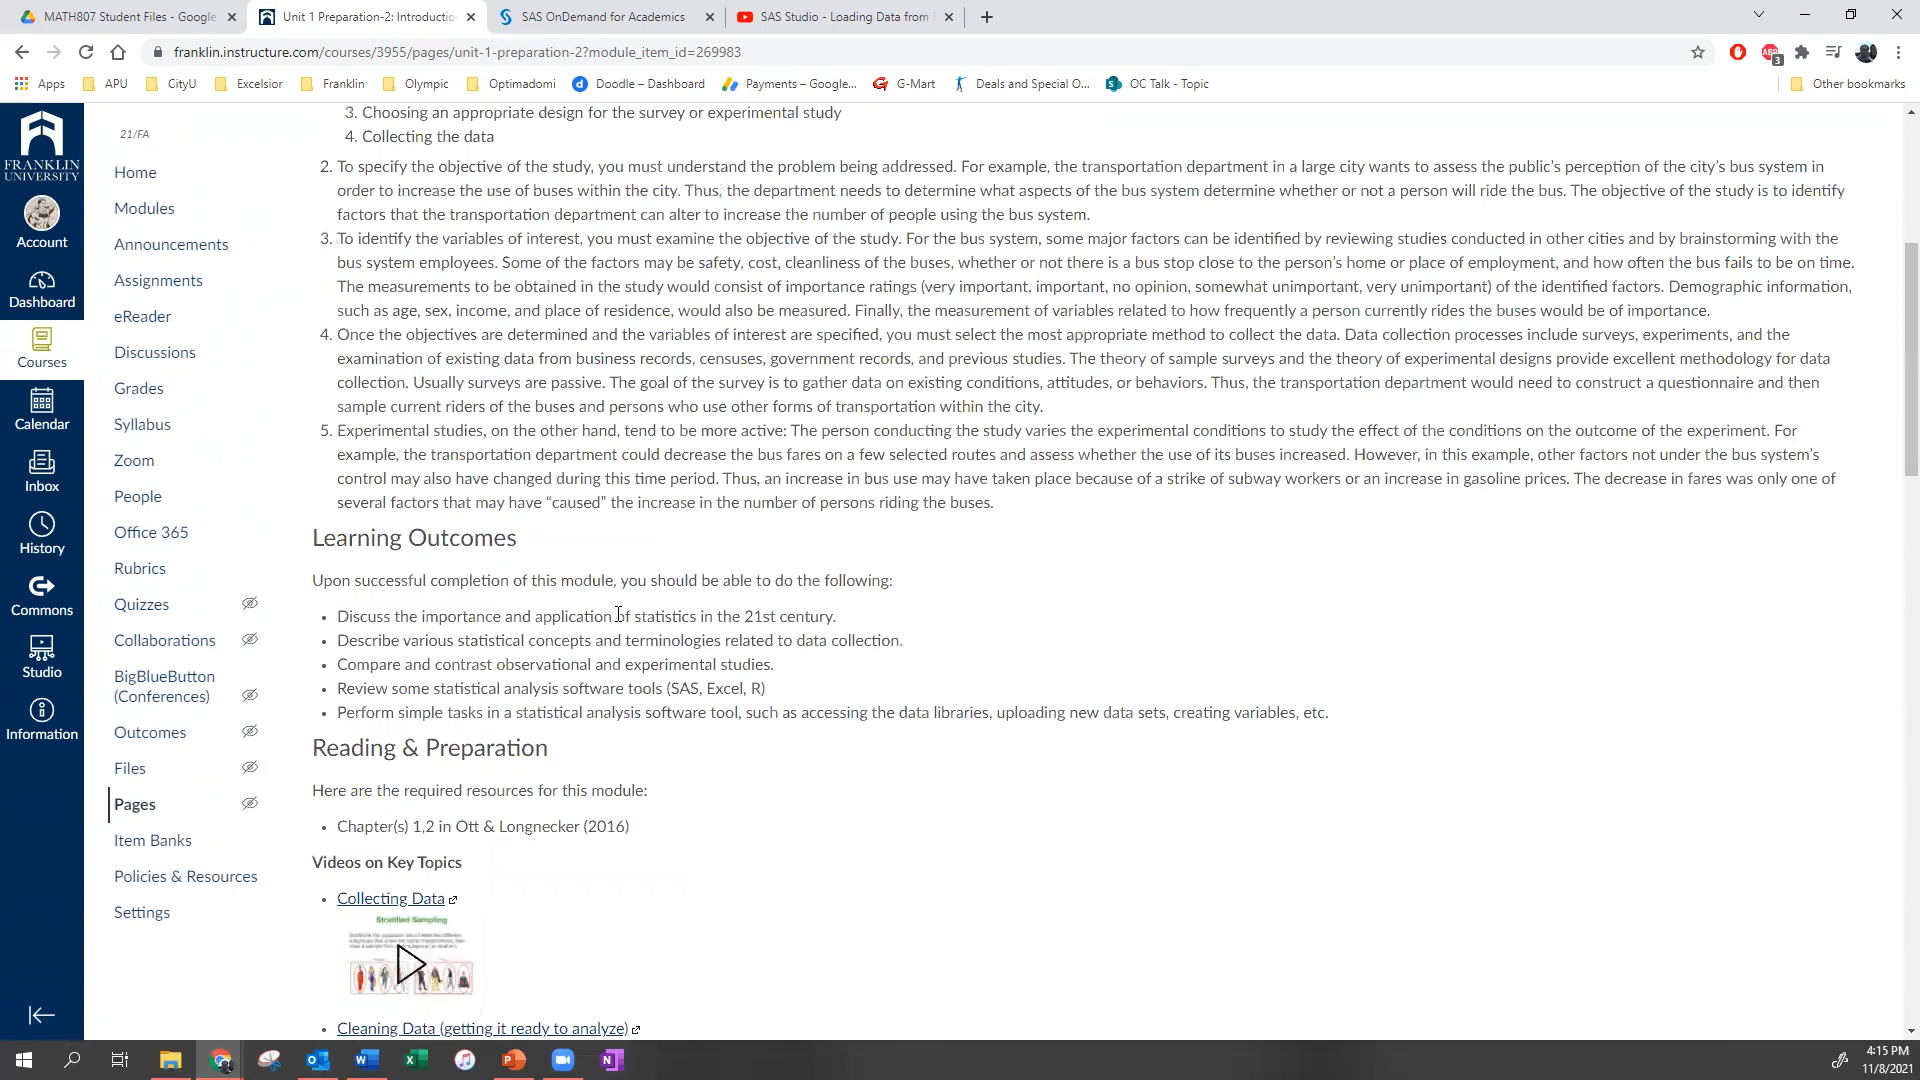 MATH807 Student Files - Google
Unit 1 Preparation-2: Introductio
SAS OnDemand for Academics
SAS Studio - Loading Data from
franklin.instructure.com/courses/3955/pages/unit-1-preparation-2?module_item_id=269983
ABP
3
Apps
APU
CityU
Excelsior
Franklin
Olympic
Optimadomi
Doodle – Dashboard
Payments – Google...
G-Mart
Deals and Special O...
OC Talk - Topic
Other bookmarks
FRANKLIN
UNIVERSITY
Account
Dashboard
Courses
Calendar
Inbox
History
Commons
Studio
Information
21/FA
Home
Modules
Announcements
Assignments
eReader
Discussions
Grades
Syllabus
Zoom
People
Office 365
Rubrics
Quizzes
Collaborations
BigBlueButton
(Conferences)
Outcomes
Files
Pages
Item Banks
Policies & Resources
Settings
3. Choosing an appropriate design for the survey or experimental study
4. Collecting the data
2. To specify the objective of the study, you must understand the problem being addressed. For example, the transportation department in a large city wants to assess the public's perception of the city's bus system in
order to increase the use of buses within the city. Thus, the department needs to determine what aspects of the bus system determine whether or not a person will ride the bus. The objective of the study is to identify
factors that the transportation department can alter to increase the number of people using the bus system.
3. To identify the variables of interest, you must examine the objective of the study. For the bus system, some major factors can be identified by reviewing studies conducted in other cities and by brainstorming with the
bus system employees. Some of the factors may be safety, cost, cleanliness of the buses, whether or not there is a bus stop close to the person's home or place of employment, and how often the bus fails to be on time.
The measurements to be obtained in the study would consist of importance ratings (very important, important, no opinion, somewhat unimportant, very unimportant) of the identified factors. Demographic information,
such as age, sex, income, and place of residence, would also be measured. Finally, the measurement of variables related to how frequently a person currently rides the buses would be of importance.
4. Once the objectives are determined and the variables of interest are specified, you must select the most appropriate method to collect the data. Data collection processes include surveys, experiments, and the
examination of existing data from business records, censuses, government records, and previous studies. The theory of sample surveys and the theory of experimental designs provide excellent methodology for data
collection. Usually surveys are passive. The goal of the survey is to gather data on existing conditions, attitudes, or behaviors. Thus, the transportation department would need to construct a questionnaire and then
sample current riders of the buses and persons who use other forms of transportation within the city.
5. Experimental studies, on the other hand, tend to be more active: The person conducting the study varies the experimental conditions to study the effect of the conditions on the outcome of the experiment. For
example, the transportation department could decrease the bus fares on a few selected routes and assess whether the use of its buses increased. However, in this example, other factors not under the bus system's
control may also have changed during this time period. Thus, an increase in bus use may have taken place because of a strike of subway workers or an increase in gasoline prices. The decrease in fares was only one of
several factors that may have “caused” the increase in the number of persons riding the buses.
Learning Outcomes
Upon successful completion of this module, you should be able to do the following:
• Discuss the importance and application of statistics in the 21st century.
• Describe various statistical concepts and terminologies related to data collection.
• Compare and contrast observational and experimental studies.
• Review some statistical analysis software tools (SAS, Excel, R)
• Perform simple tasks in a statistical analysis software tool, such as accessing the data libraries, uploading new data sets, creating variables, etc.
Reading & Preparation
Here are the required resources for this module:
• Chapter(s) 1,2 in Ott & Longnecker (2016)
Videos on Key Topics
• Collecting Data
Stratified Sampling
• Cleaning Data (getting it ready to analyze)
4:15 PM
11/8/2021